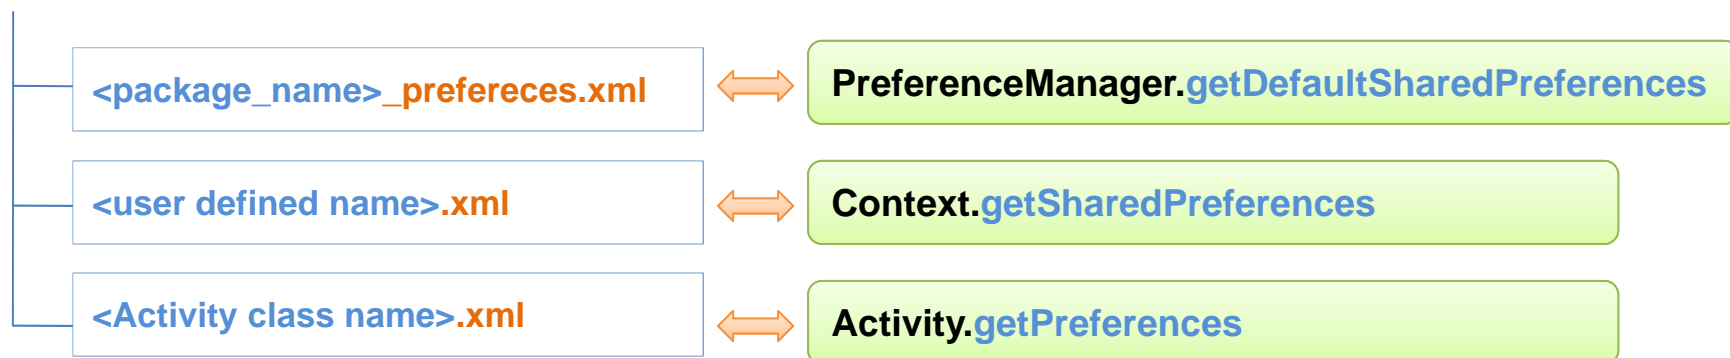 <package_name>_prefereces.xml
PreferenceManager.getDefaultSharedPreferences
<user defined name>.xml
Context.getSharedPreferences
<Activity class name>.xml
Activity.getPreferences